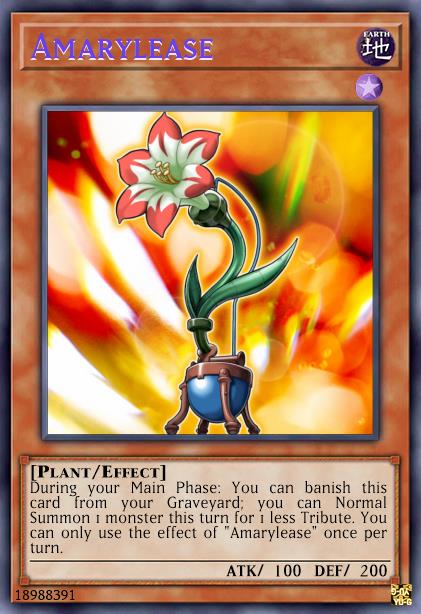 Amarylease
EARTH
地
[Plant/Effect]
During your Main Phase: You can banish this
card from your Graveyard; you can Normal
Summon 1 monster this turn for 1 less Tribute. You
can only use the effect of "Amarylease" once per
turn.
ATK/ 100 DEF/ 200
18988391